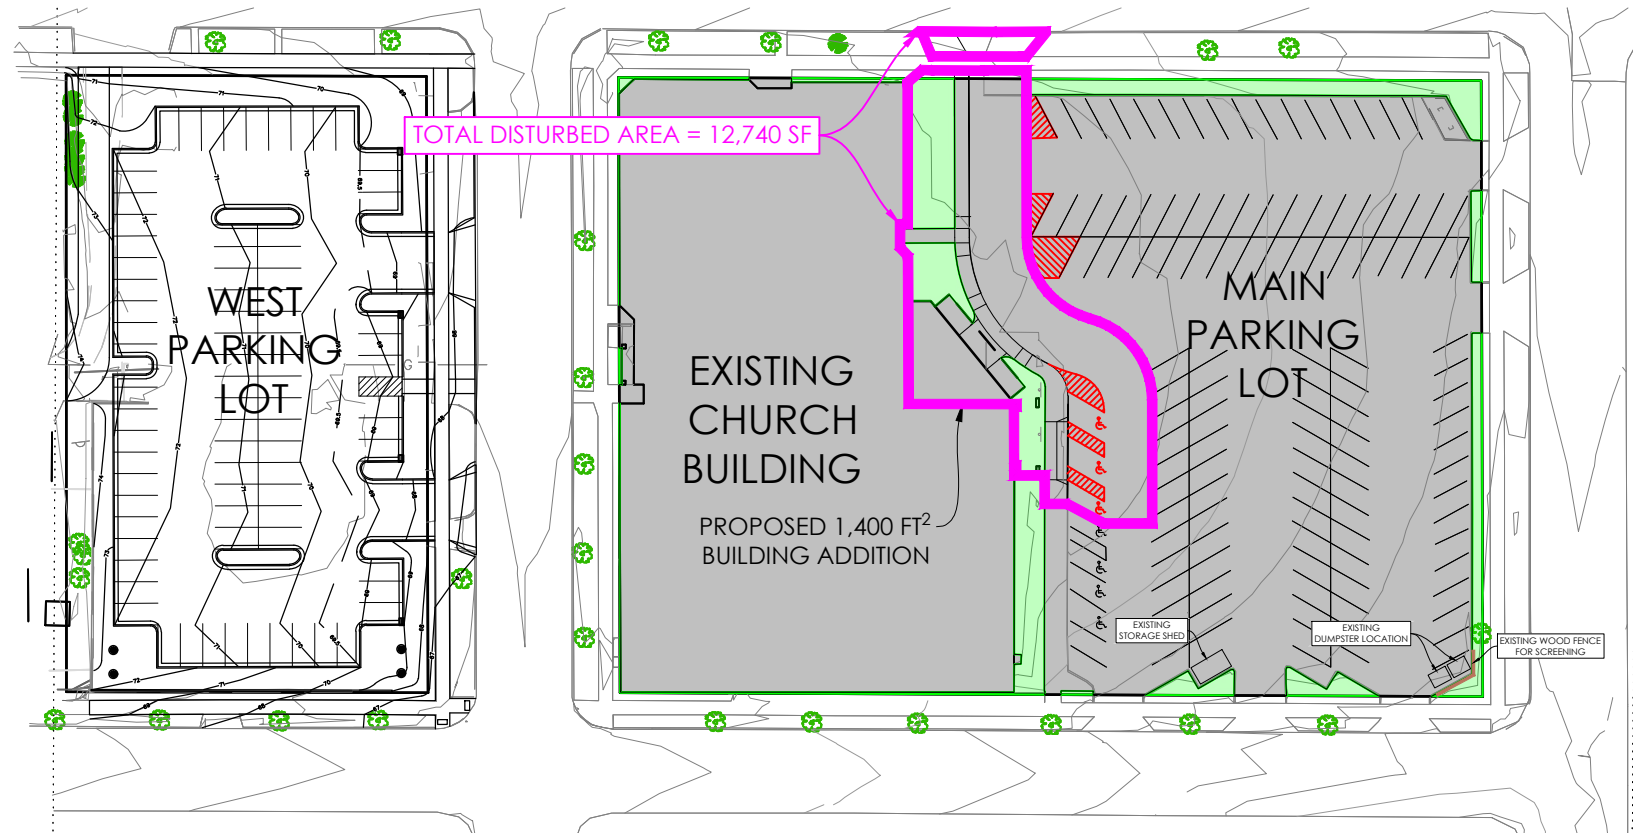 TOTAL DISTURBED AREA = 12,740 SF
WEST
PARKING
LOT
EXISTING
CHURCH
BUILDING
PROPOSED 1,400 FT²
BUILDING ADDITION
MAIN
PARKING
LOT
EXISTING
STORAGE SHED
EXISTING
DUMPSTER LOCATION
EXISTING WOOD FENCE
FOR SCREENING